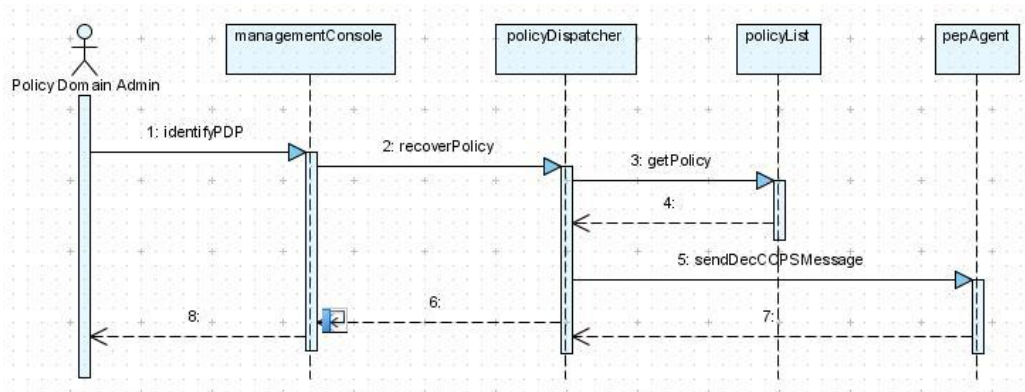 managementConsole
policyDispatcher
policyList
pepAgent
Policy Domain Admin
1: identifyPDP
2: recoverPolicy
3: getPolicy
4:
5: sendDecCOPSMessage
6:
8:
7: